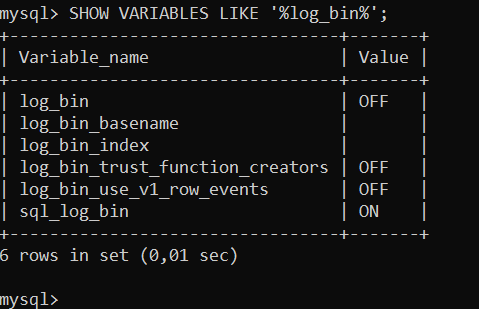 mysql> SHOW VARIABLES LIKE '%log_bin%';
+---------------------------------+-------+
| Variable_name                   | Value |
+---------------------------------+-------+
| log_bin                         | OFF   |
| log_bin_basename                |       |
| log_bin_index                   |       |
| log_bin_trust_function_creators | OFF   |
| log_bin_use_v1_row_events       | OFF   |
| sql_log_bin                     | ON    |
+---------------------------------+-------+
6 rows in set (0,01 sec)
mysql>